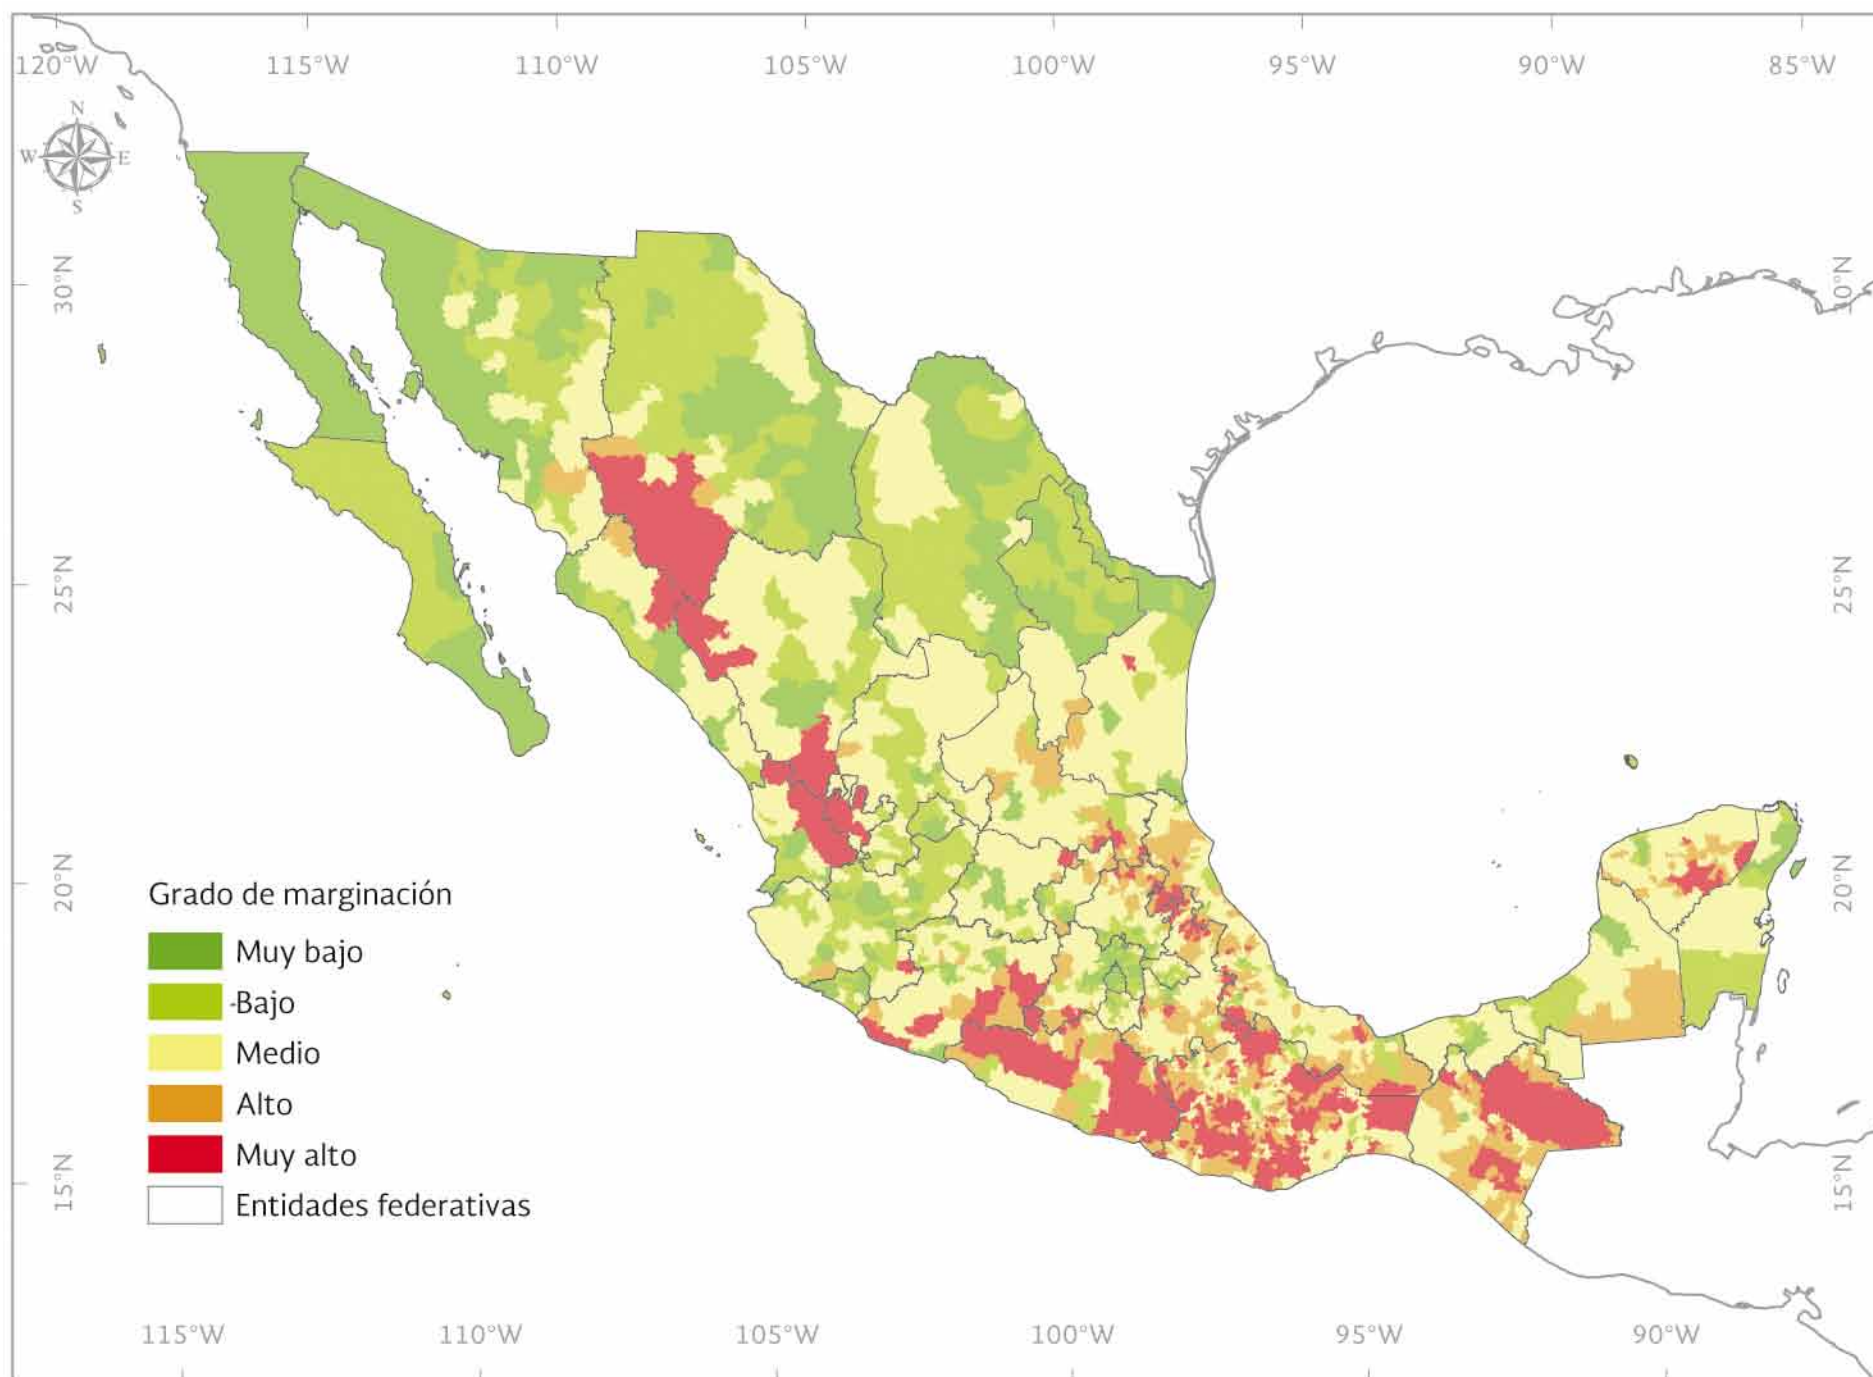 120°W 115°W 110°W 105°W 100°W 95°W 90°W 85°W
N
W E
S
30°N 30°N
25°N 25°N
20°N 20°N
15°N 15°N
Grado de marginación
Muy bajo
-Bajo
Medio
Alto
Muy alto
Entidades federativas
115°W 110°W 105°W 100°W 95°W 90°W